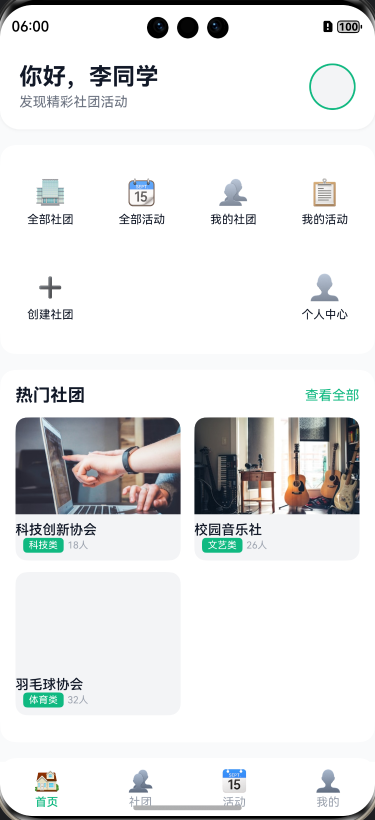 06:00
100
你好，李同学
发现精彩社团活动
全部社团
SEPT
15
全部活动
我的社团
我的活动
创建社团
个人中心
热门社团
查看全部
科技创新协会
科技类 18人
校园音乐社
文艺类 26人
羽毛球协会
体育类 32人
首页
社团
SEPT
15
活动
我的